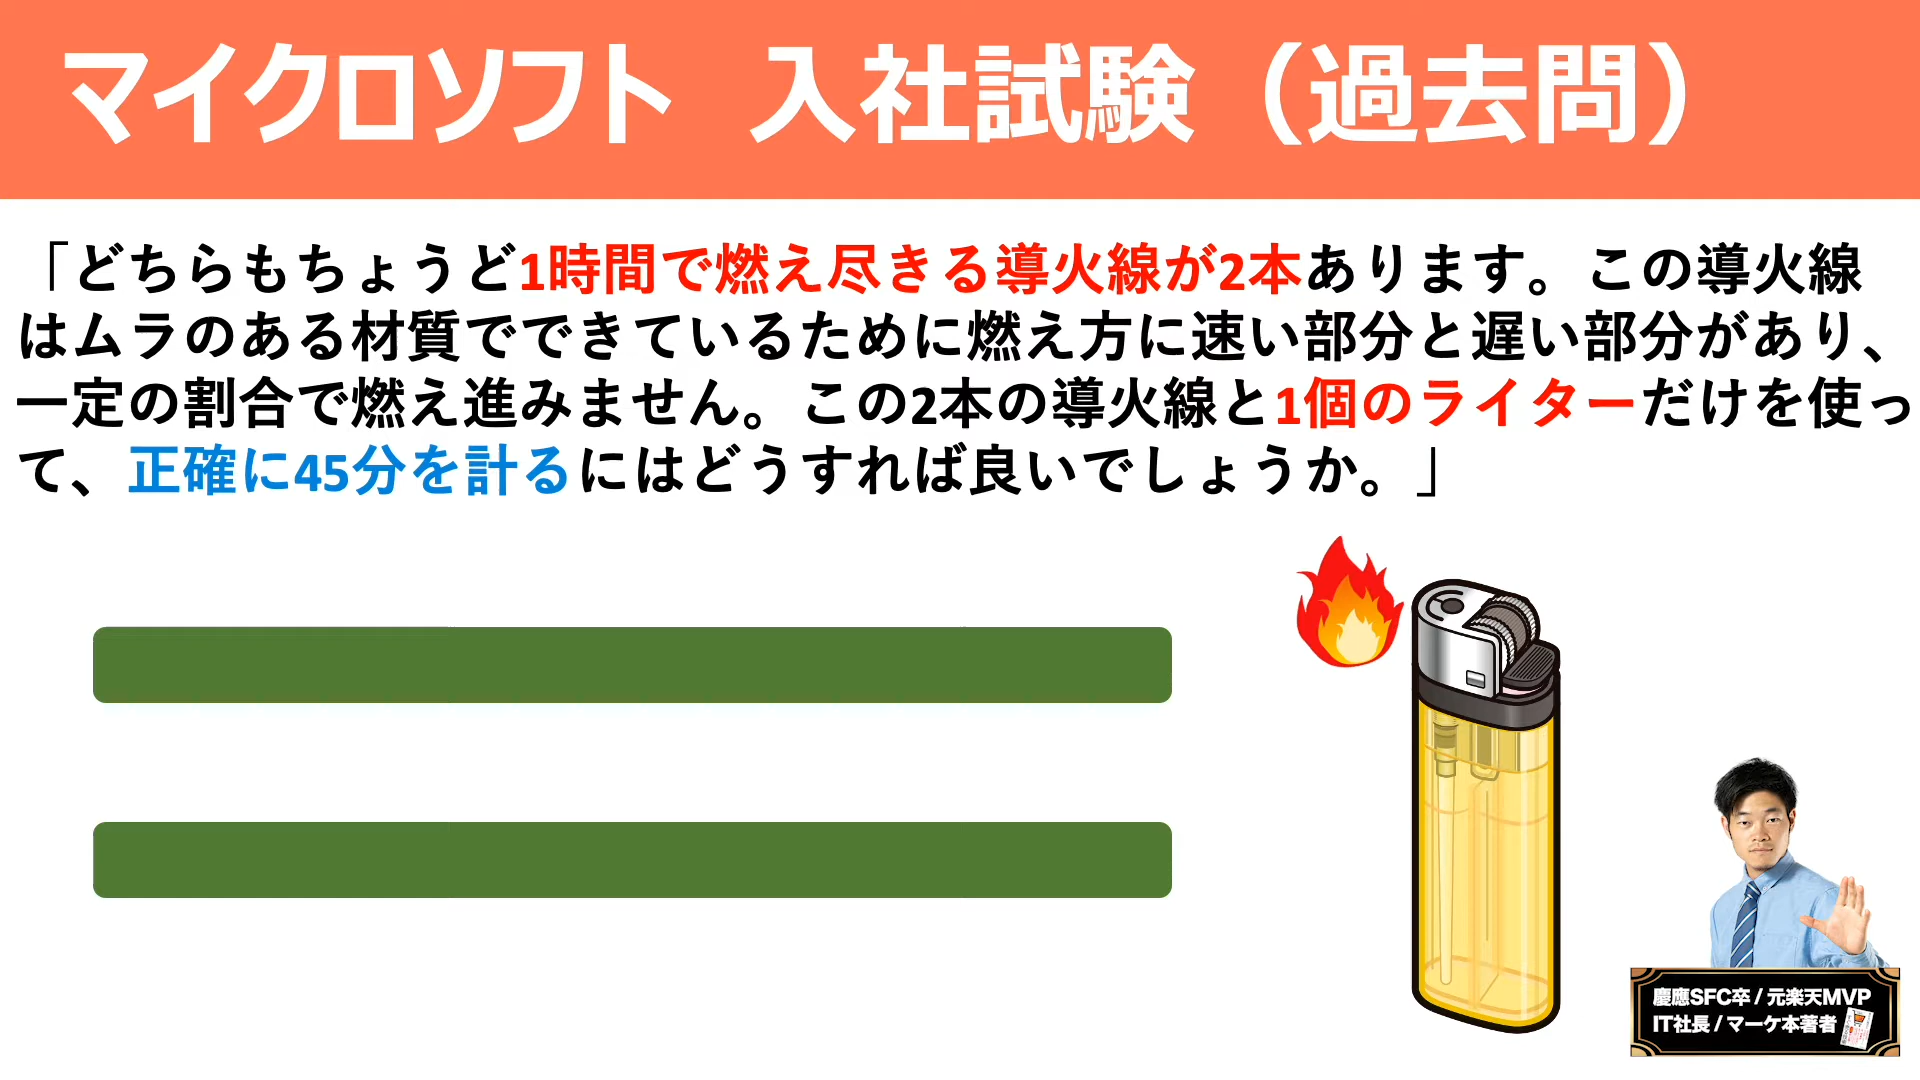 マイクロソフト 入社試験（過去問）
「どちらもちょうど1時間で燃え尽きる導火線が2本あります。この導火線
はムラのある材質でできているために燃え方に速い部分と遅い部分があり、
一定の割合で燃え進みません。この2本の導火線と1個のライターだけを使っ
て、正確に45分を計るにはどうすれば良いでしょうか。」
慶應SFC卒 / 元楽天MVP
IT社長 / マーケ本著者